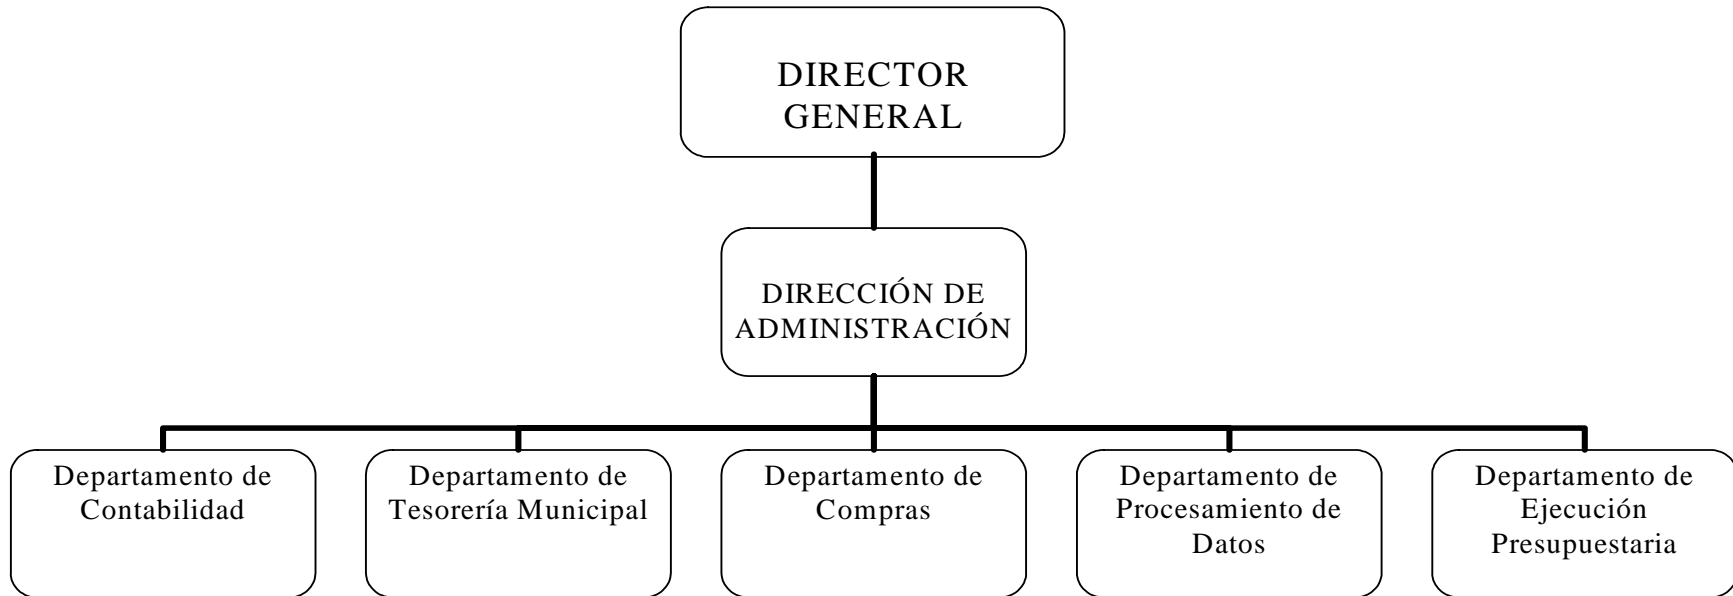 DIRECTOR
GENERAL
DIRECCIÓN DE
ADMINISTRACIÓN
Departamento de
Contabilidad
Departamento de
Tesorería Municipal
Departamento de
Compras
Departamento de
Procesamiento de
Datos
Departamento de
Ejecución
Presupuestaria